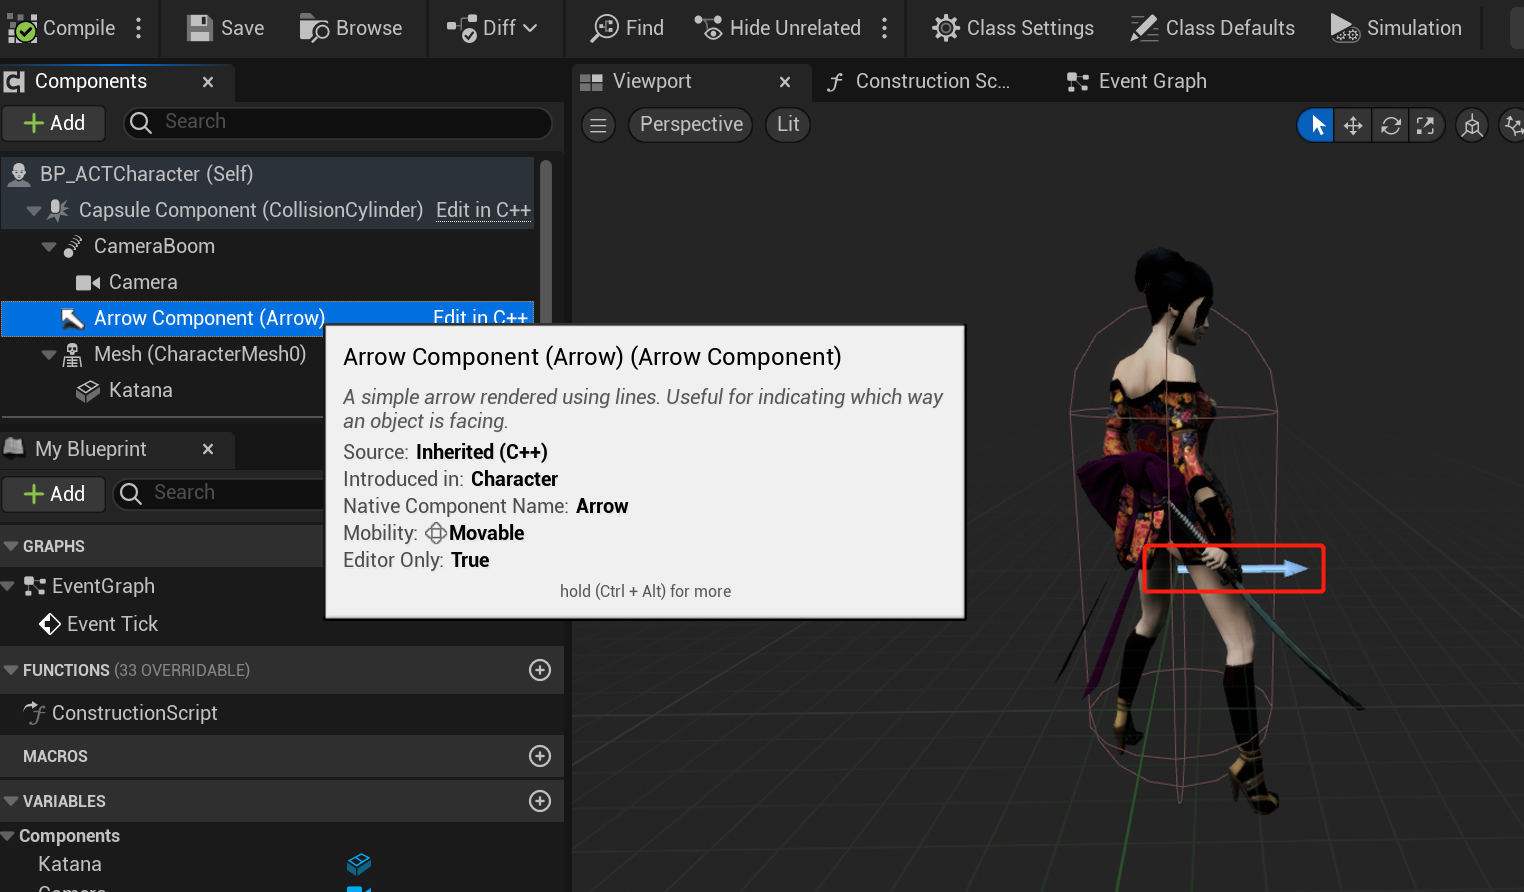 Compile
Save
Browse
Diff
Find
Hide Unrelated
Class Settings
Class Defaults
Simulation
Components
Viewport
Construction Sc...
Event Graph
Add
Search
Perspective
Lit
BP_ACTCharacter (Self)
Capsule Component (CollisionCylinder) Edit in C++
CameraBoom
Camera
Arrow Component (Arrow) Edit in C++
Mesh (CharacterMesh0)
Katana
Arrow Component (Arrow) (Arrow Component)
A simple arrow rendered using lines. Useful for indicating which way
an object is facing.
Source: Inherited (C++)
Introduced in: Character
Native Component Name: Arrow
Mobility: Movable
Editor Only: True
hold (Ctrl + Alt) for more
My Blueprint
Add
Search
GRAPHS
EventGraph
Event Tick
FUNCTIONS (33 OVERRIDABLE)
ConstructionScript
MACROS
VARIABLES
Components
Katana
Camera